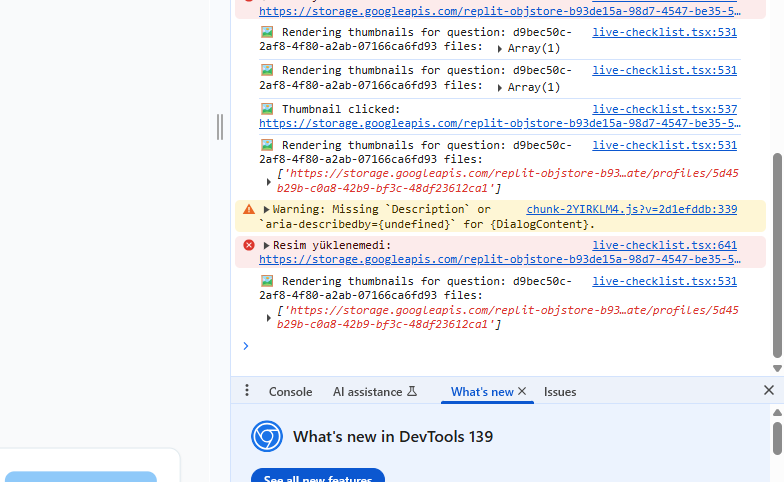 https://storage.googleapis.com/replit-objstore-b93de15a-98d7-4547-be35-5…
Rendering thumbnails for question: d9bec50c- live-checklist.tsx:531
2af8-4f80-a2ab-07166ca6fd93 files: ▶ Array(1)
Rendering thumbnails for question: d9bec50c- live-checklist.tsx:531
2af8-4f80-a2ab-07166ca6fd93 files: ▶ Array(1)
Thumbnail clicked: live-checklist.tsx:537
https://storage.googleapis.com/replit-objstore-b93de15a-98d7-4547-be35-5…
Rendering thumbnails for question: d9bec50c- live-checklist.tsx:531
2af8-4f80-a2ab-07166ca6fd93 files:
['https://storage.googleapis.com/replit-objstore-b93…ate/profiles/5d45
b29b-c0a8-42b9-bf3c-48df23612ca1']
Warning: Missing `Description` or chunk-2YIRKLM4.js?v=2d1efddb:339
`aria-describedby={undefined}` for {DialogContent}.
Resim yüklenemedi: live-checklist.tsx:641
https://storage.googleapis.com/replit-objstore-b93de15a-98d7-4547-be35-5…
Rendering thumbnails for question: d9bec50c- live-checklist.tsx:531
2af8-4f80-a2ab-07166ca6fd93 files:
['https://storage.googleapis.com/replit-objstore-b93…ate/profiles/5d45
b29b-c0a8-42b9-bf3c-48df23612ca1']
Console AI assistance What's new Issues
What's new in DevTools 139
See all new features